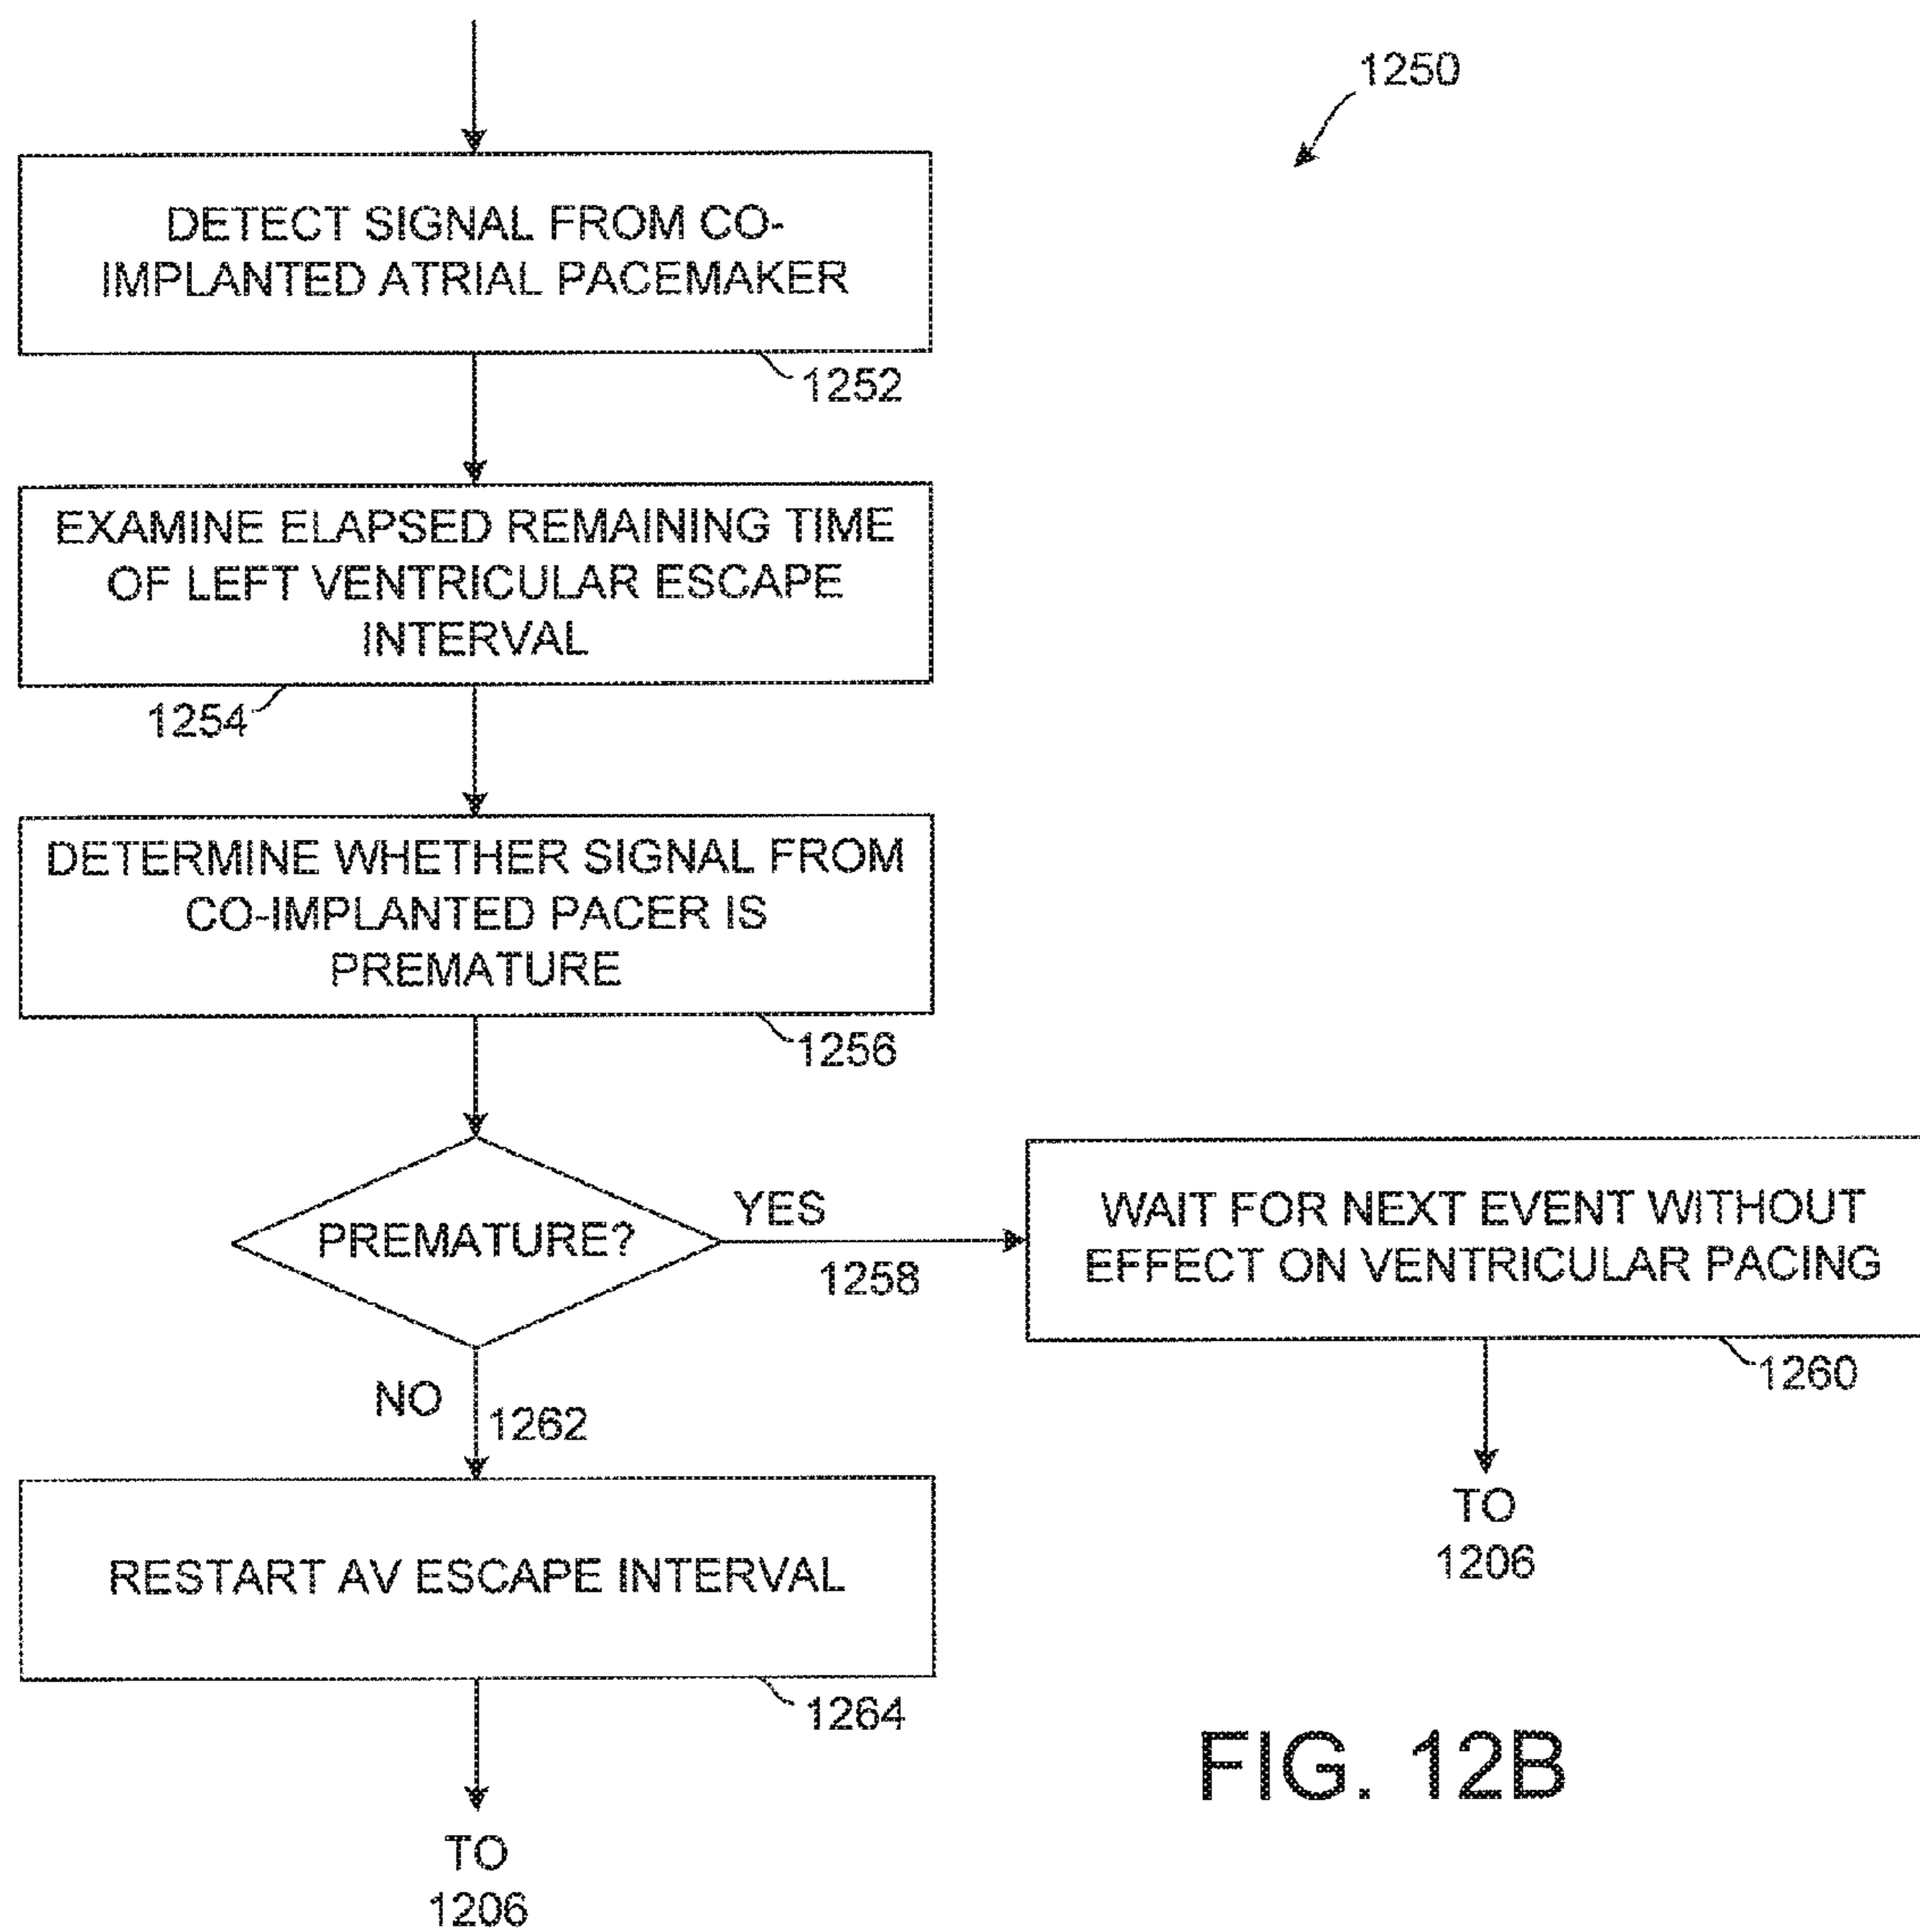 1250
DETECT SIGNAL FROM CO-
IMPLANTED ATRIAL PACEMAKER
1252
EXAMINE ELAPSED REMAINING TIME
OF LEFT VENTRICULAR ESCAPE
INTERVAL
1254
DETERMINE WHETHER SIGNAL FROM
CO-IMPLANTED PACER IS
PREMATURE
1256
PREMATURE?
YES
1258
WAIT FOR NEXT EVENT WITHOUT
EFFECT ON VENTRICULAR PACING
1260
TO
1206
NO
1262
RESTART AV ESCAPE INTERVAL
1264
TO
1206
FIG. 12B